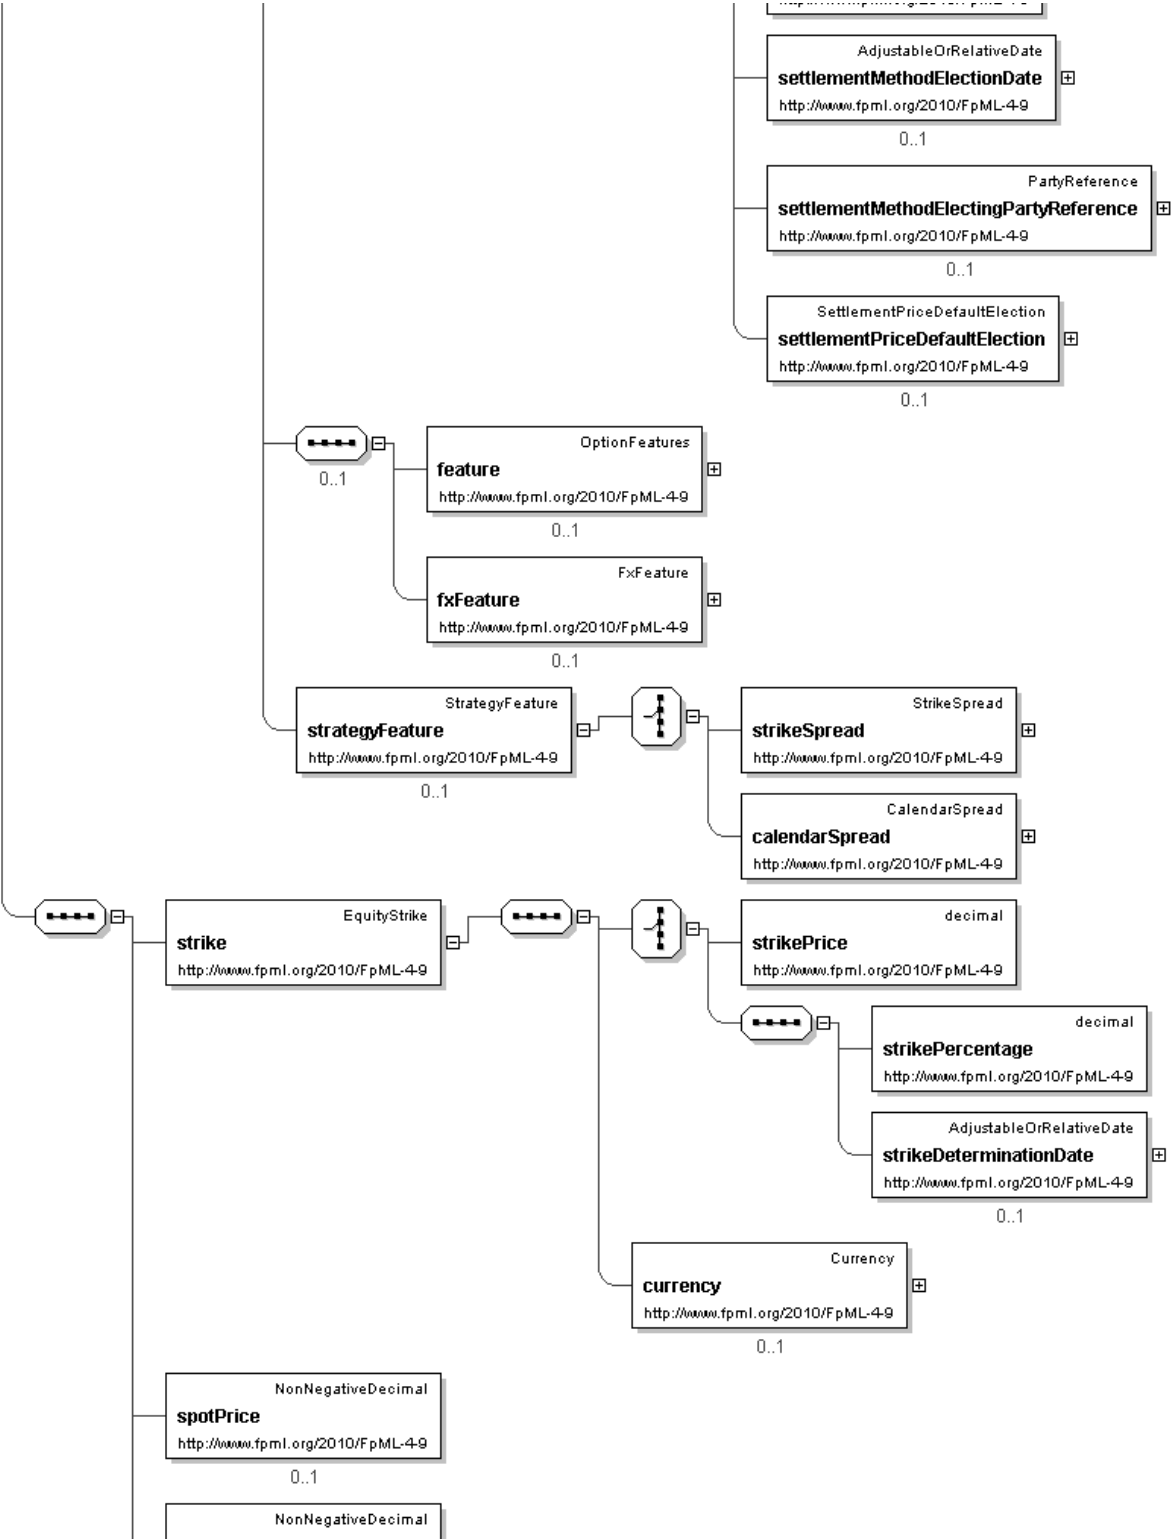 AdjustableOrRelativeDate
settlementMethodElectionDate
http://www.fpml.org/2010/FpML-4-9
0..1
PartyReference
settlementMethodElectingPartyReference
http://www.fpml.org/2010/FpML-4-9
0..1
SettlementPriceDefaultElection
settlementPriceDefaultElection
http://www.fpml.org/2010/FpML-4-9
0..1
0..1
OptionFeatures
feature
http://www.fpml.org/2010/FpML-4-9
0..1
FxFeature
fxFeature
http://www.fpml.org/2010/FpML-4-9
0..1
StrategyFeature
strategyFeature
http://www.fpml.org/2010/FpML-4-9
0..1
StrikeSpread
strikeSpread
http://www.fpml.org/2010/FpML-4-9
CalendarSpread
calendarSpread
http://www.fpml.org/2010/FpML-4-9
EquityStrike
strike
http://www.fpml.org/2010/FpML-4-9
decimal
strikePrice
http://www.fpml.org/2010/FpML-4-9
decimal
strikePercentage
http://www.fpml.org/2010/FpML-4-9
AdjustableOrRelativeDate
strikeDeterminationDate
http://www.fpml.org/2010/FpML-4-9
0..1
Currency
currency
http://www.fpml.org/2010/FpML-4-9
0..1
NonNegativeDecimal
spotPrice
http://www.fpml.org/2010/FpML-4-9
0..1
NonNegativeDecimal